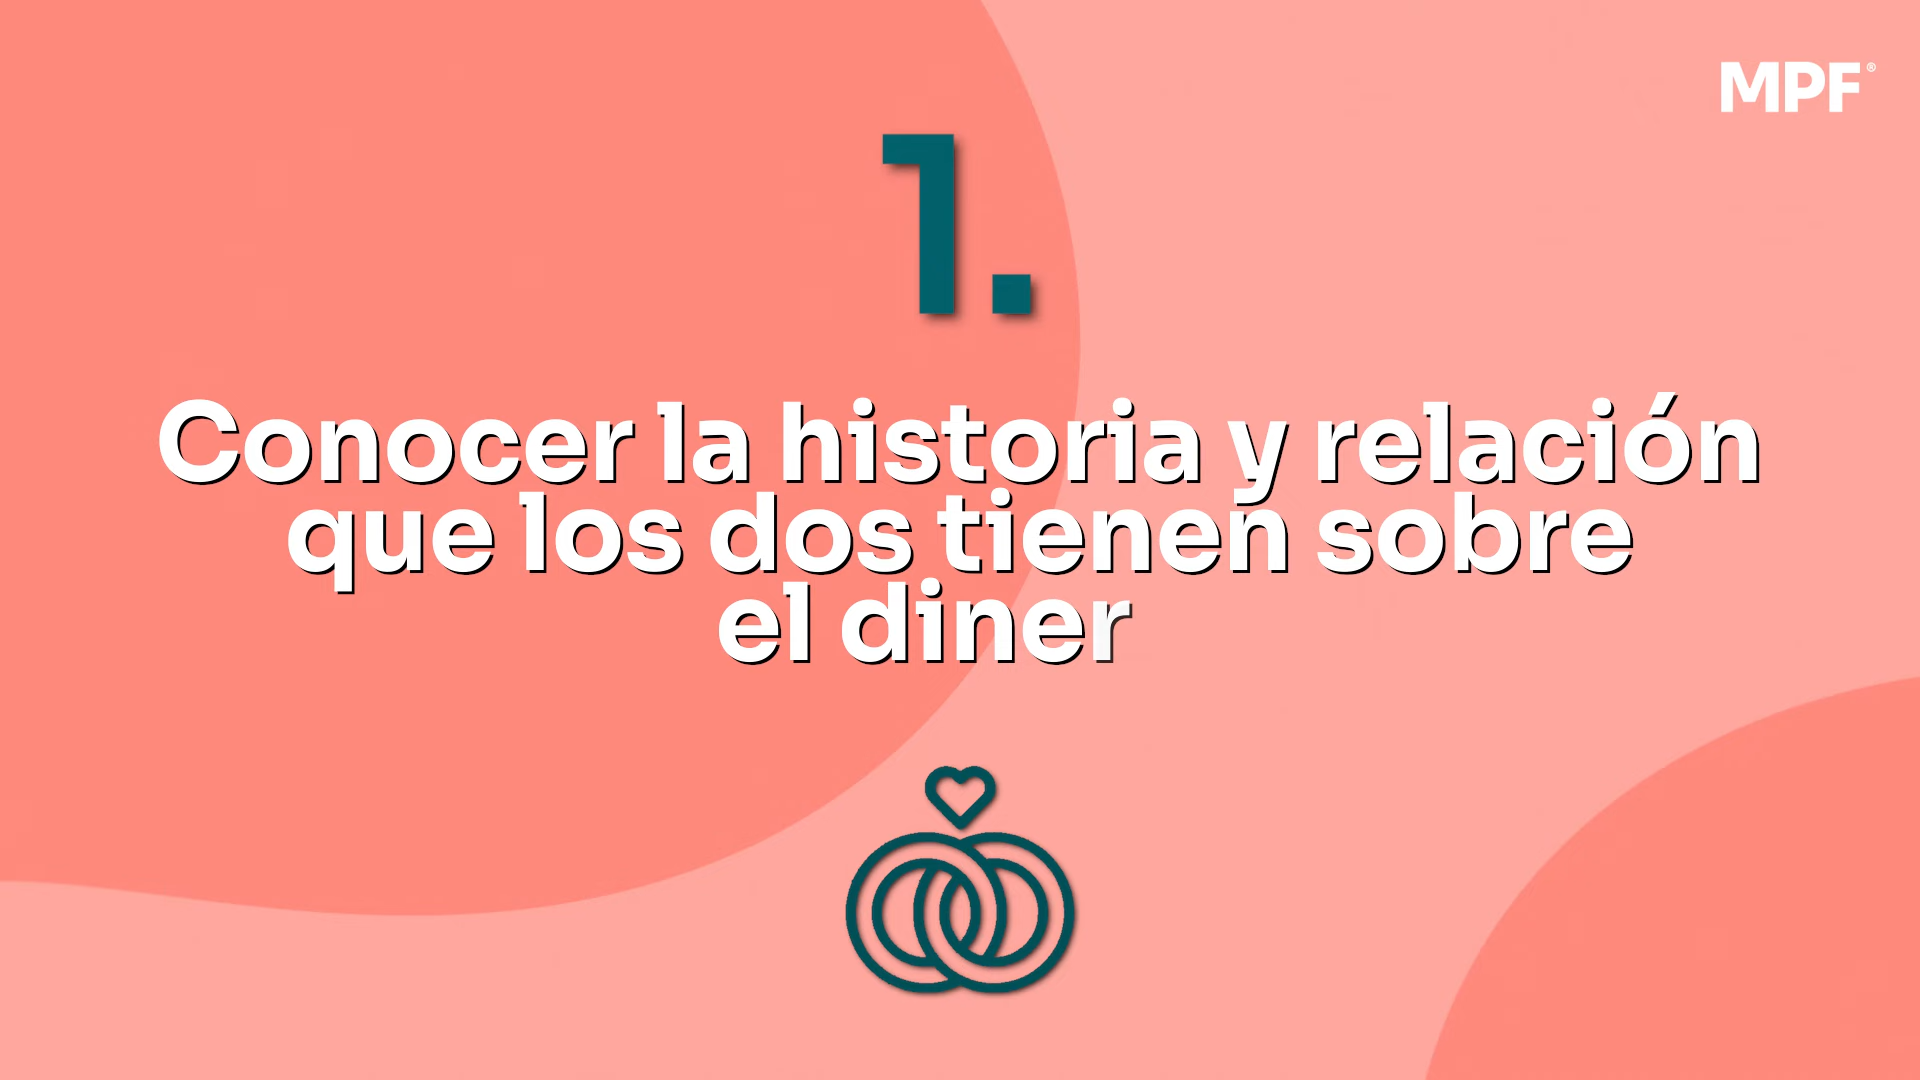 MPF®
1.
Conocer la historia y relación
que los dos tienen sobre
el diner